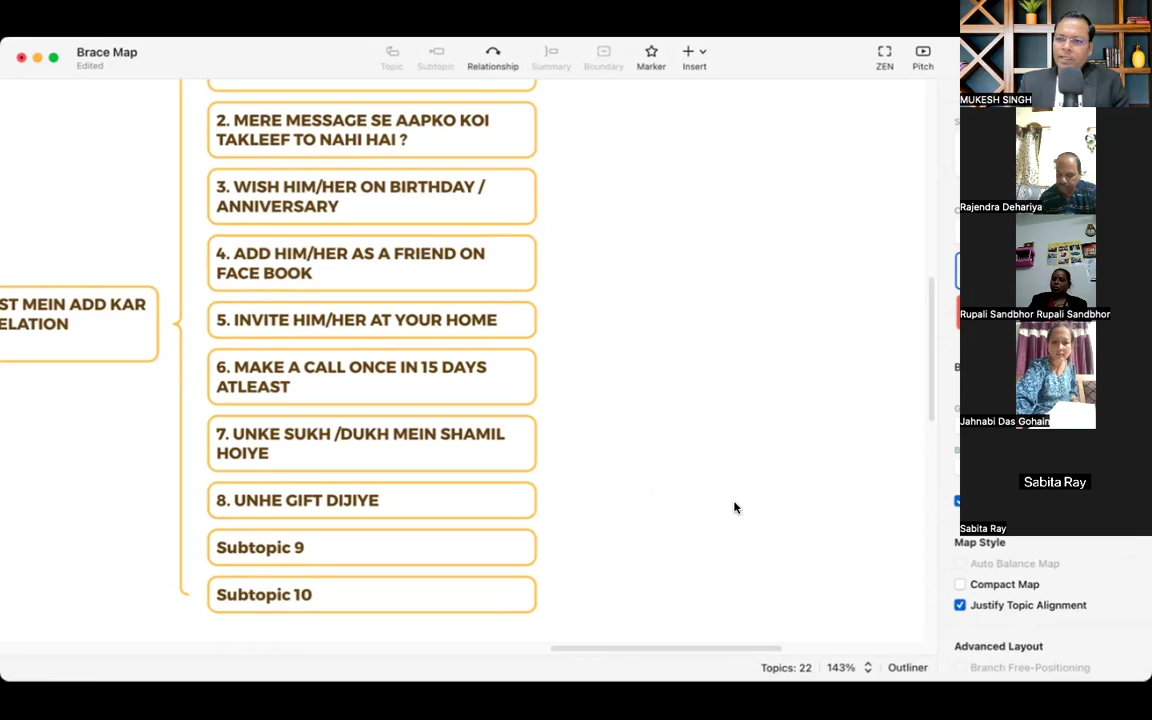 Brace Map
Edited
Topic
Subtopic
Relationship
Summary
Boundary
Marker
Insert
ZEN
Pitch
2. MERE MESSAGE SE AAPKO KOI
TAKLEEF TO NAHI HAI ?
3. WISH HIM/HER ON BIRTHDAY /
ANNIVERSARY
4. ADD HIM/HER AS A FRIEND ON
FACE BOOK
ST MEIN ADD KAR
ELATION
5. INVITE HIM/HER AT YOUR HOME
6. MAKE A CALL ONCE IN 15 DAYS
ATLEAST
7. UNKE SUKH /DUKH MEIN SHAMIL
HOIYE
8. UNHE GIFT DIJIYE
Subtopic 9
Subtopic 10
MUKESH SINGH
Rajendra Dehariya
Rupali Sandbhor Rupali Sandbhor
Jahnabi Das Gohain
Sabita Ray
Sabita Ray
Map Style
Auto Balance Map
Compact Map
Justify Topic Alignment
Advanced Layout
Branch Free-Positioning
Topics: 22
143%
Outliner